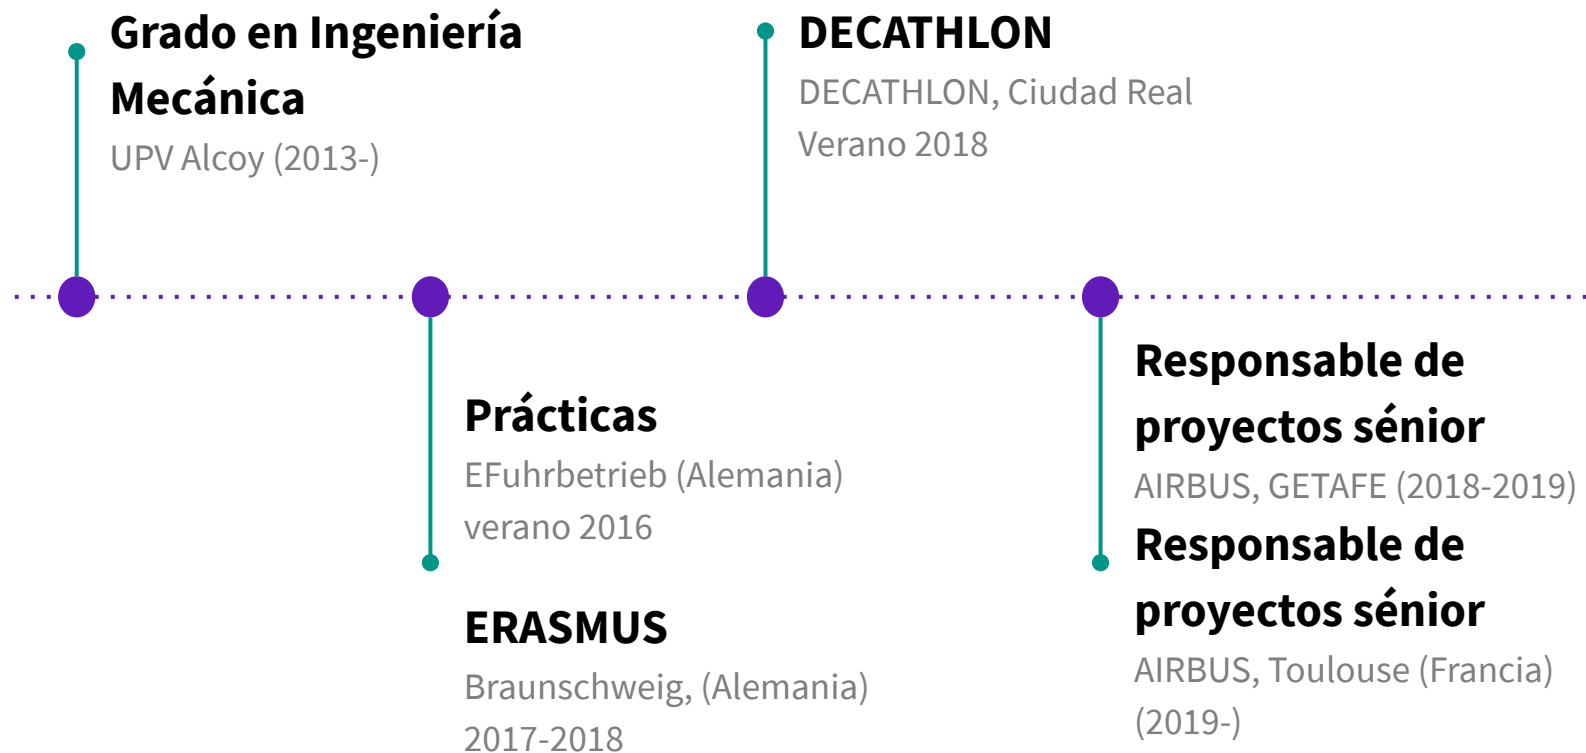 Grado en Ingeniería
Mecánica
UPV Alcoy (2013-)
DECATHLON
DECATHLON, Ciudad Real
Verano 2018
Prácticas
EFuhrbetrieb (Alemania)
verano 2016
ERASMUS
Braunschweig, (Alemania)
2017-2018
Responsable de
proyectos sénior
AIRBUS, GETAFE (2018-2019)
Responsable de
proyectos sénior
AIRBUS, Toulouse (Francia)
(2019-)